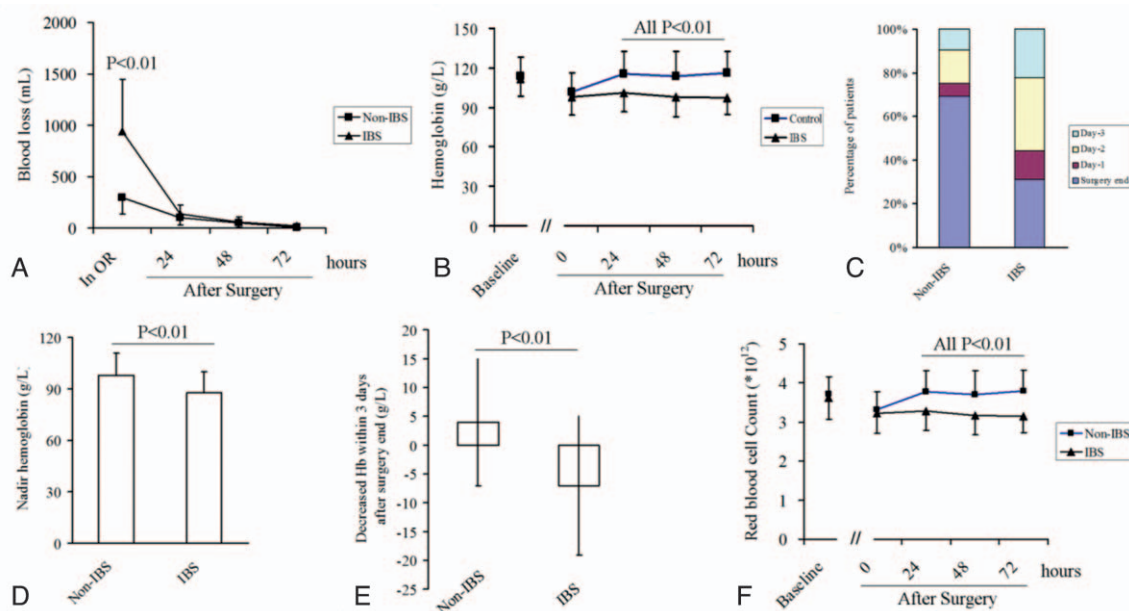 A
Blood loss (mL)
2000
1500
1000
500
0
P<0.01
Non-IBS
IBS
In OR
24
48
72
hours
After Surgery
B
Hemoglobin (g/L)
150
120
90
60
30
0
All P<0.01
Control
IBS
Baseline
//
0
24
48
72
hours
After Surgery
C
Percentage of patients
100%
80%
60%
40%
20%
0%
Day-3
Day-2
Day-1
Surgery end
Non-IBS
IBS
D
Nadir hemoglobin (g/L)
120
90
60
30
0
P<0.01
Non-IBS
IBS
E
Decreased Hb within 3 days
after surgery end (g/L)
20
15
10
5
0
-5
-10
-15
-20
-25
P<0.01
Non-IBS
IBS
F
Red blood cell Count (*10¹²)
5
4
3
2
1
0
All P<0.01
Non-IBS
IBS
Baseline
//
0
24
48
72
hours
After Surgery